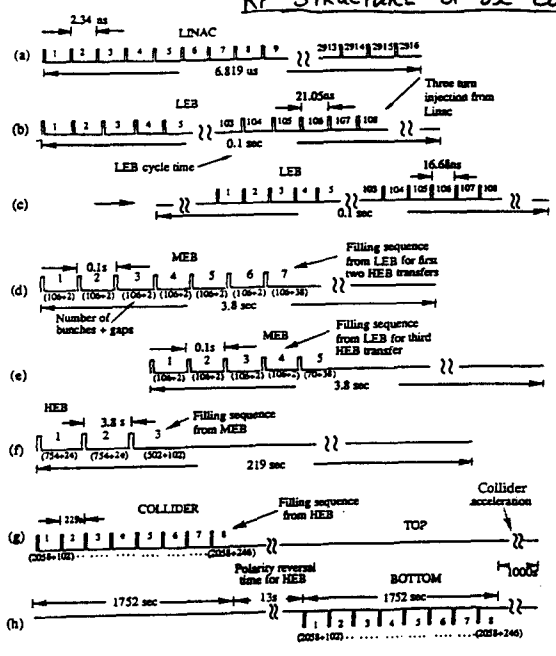 RF Structure of
2.34 ns
LINAC
(a) 1 2 3 4 5 6 7 8 9 2913 2914 2915 2916
6.819 us
Three turn
injection from
Linac
LEB
21.05ns
(b) 1 2 3 4 5 103 104 105 106 107 108
LEB cycle time
0.1 sec
LEB
16.68ns
(c) 1 2 3 4 5 103 104 105 106 107 108
0.1 sec
MEB
0.1s
Filling sequence
from LEB for first
two HEB transfers
(d) 1 2 3 4 5 6 7
(106+2) (106+2) (106+2) (106+2) (106+2) (106+2) (106+38)
Number of
bunches + gaps
3.8 sec
MEB
0.1s
Filling sequence
from LEB for third
HEB transfer
(e) 1 2 3 4 5
(106+2) (106+2) (106+2) (106+2) (70+38)
3.8 sec
HEB
3.8 s
Filling sequence
from MEB
(f) 1 2 3
(754+24) (754+24) (502+102)
219 sec
COLLIDER
Filling sequence
from HEB
Collider
acceleration
TOP
(g) 1 2 3 4 5 6 7 8
(2058+102) (2058+246)
1000s
Polarity reversal
time for HEB
BOTTOM
1752 sec 13s 1752 sec
(h) 1 2 3 4 5 6 7 8
(2058+102) (2058+246)